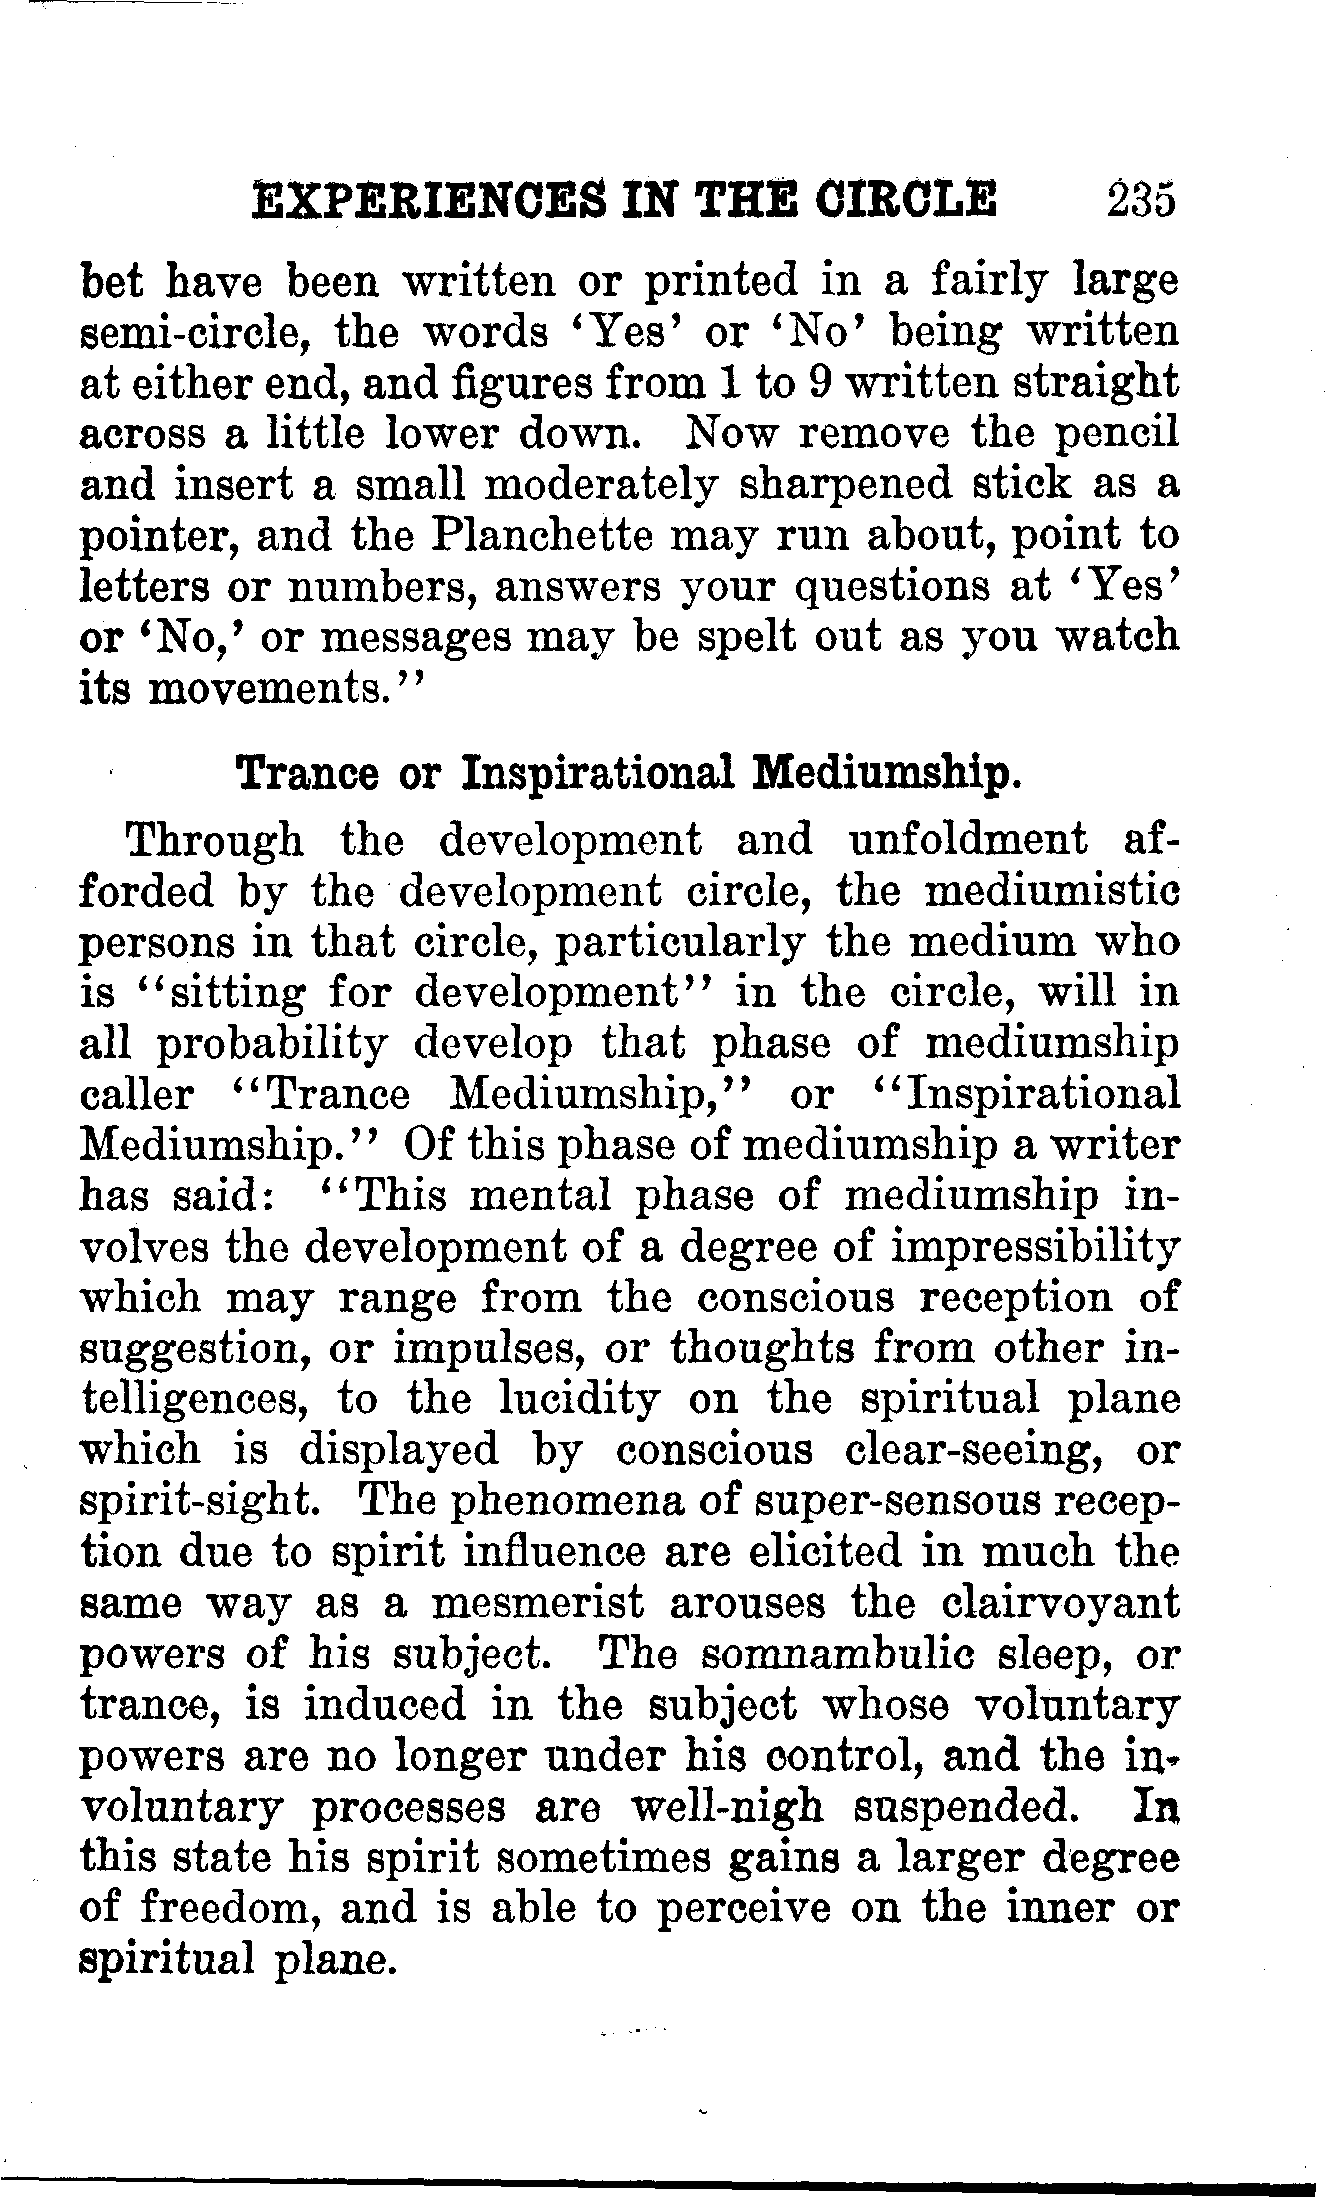 EXPERIENCES IN THE CIRCLE 235
bet have been written or printed in a fairly large
semi-circle, the words ‘Yes’ or ‘No’ being written
at either end, and figures from 1 to 9 written straight
across a little lower down. Now remove the pencil
and insert a small moderately sharpened stick as a
pointer, and the Planchette may run about, point to
letters or numbers, answers your questions at ‘Yes’
or ‘No,’ or messages may be spelt out as you watch
its movements.’’
Trance or Inspirational Mediumship.
Through the development and unfoldment af-
forded by the development circle, the mediumistic
persons in that circle, particularly the medium who
is ‘‘sitting for development’’ in the circle, will in
all probability develop that phase of mediumship
caller ‘‘Trance Mediumship,’’ or ‘‘Inspirational
Mediumship.’’ Of this phase of mediumship a writer
has said: ‘‘This mental phase of mediumship in-
volves the development of a degree of impressibility
which may range from the conscious reception of
suggestion, or impulses, or thoughts from other in-
telligences, to the lucidity on the spiritual plane
which is displayed by conscious clear-seeing, or
spirit-sight. The phenomena of super-sensous recep-
tion due to spirit influence are elicited in much the
same way as a mesmerist arouses the clairvoyant
powers of his subject. The somnambulic sleep, or
trance, is induced in the subject whose voluntary
powers are no longer under his control, and the in-
voluntary processes are well-nigh suspended. In
this state his spirit sometimes gains a larger degree
of freedom, and is able to perceive on the inner or
spiritual plane.